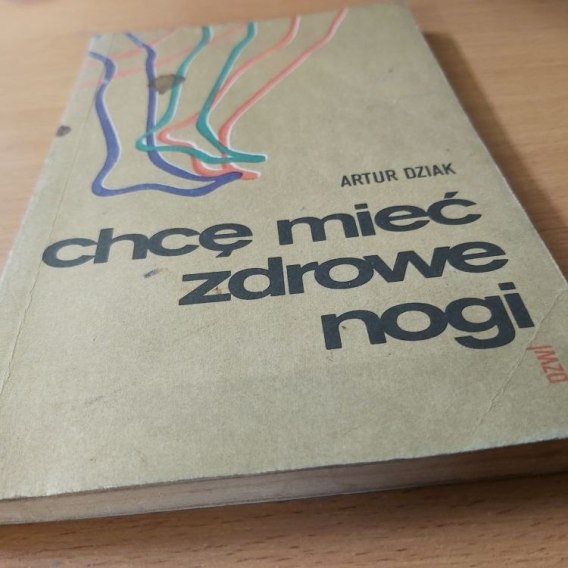 ARTUR DZIAK
chcę mieć
zdrowe
nogi
PZWL